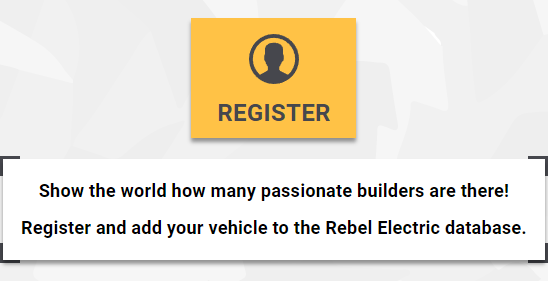 REGISTER
Show the world how many passionate builders are there!
Register and add your vehicle to the Rebel Electric database.